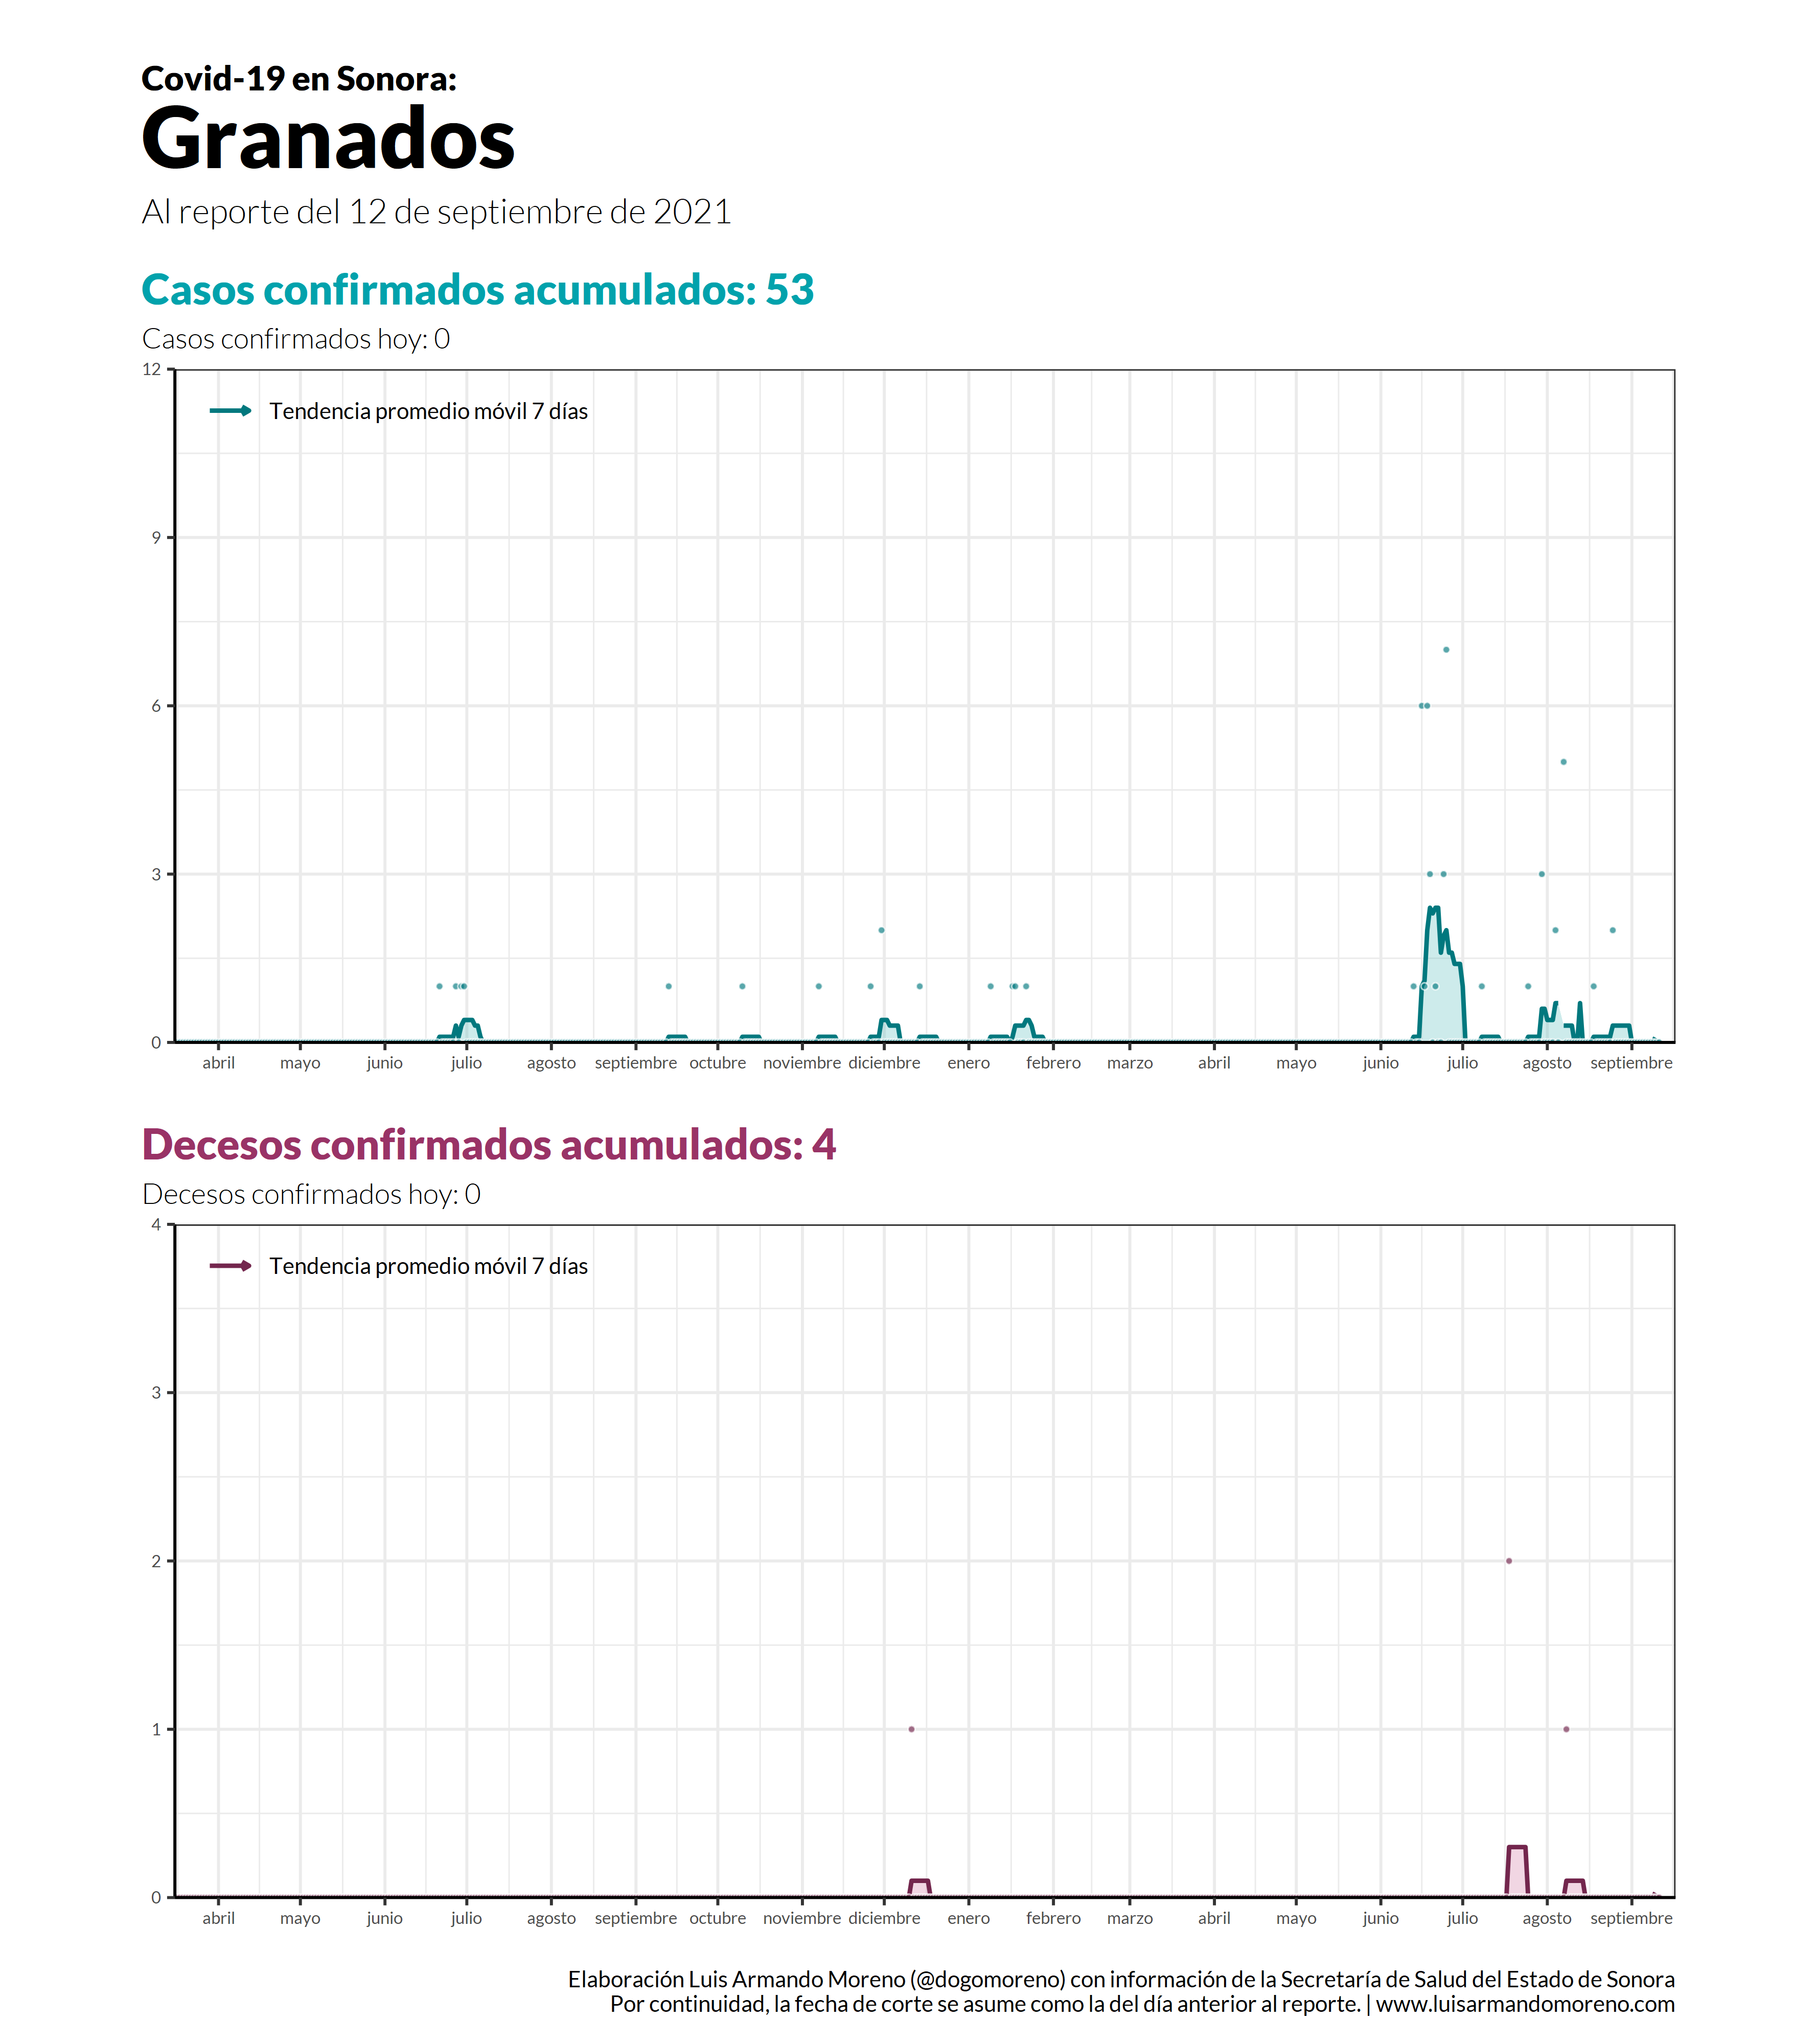 Covid-19 en Sonora:
Granados
Al reporte del 12 de septiembre de 2021
Casos confirmados acumulados: 53
Casos confirmados hoy: 0
12
Tendencia promedio móvil 7 días
9
6
3
0
abril mayo junio julio agosto septiembre octubre noviembre diciembre enero febrero marzo abril mayo junio julio agosto septiembre
Decesos confirmados acumulados: 4
Decesos confirmados hoy: 0
4
Tendencia promedio móvil 7 días
3
2
1
0
abril mayo junio julio agosto septiembre octubre noviembre diciembre enero febrero marzo abril mayo junio julio agosto septiembre
Elaboración Luis Armando Moreno (@dogomoreno) con información de la Secretaría de Salud del Estado de Sonora
Por continuidad, la fecha de corte se asume como la del día anterior al reporte. | www.luisarmandomoreno.com